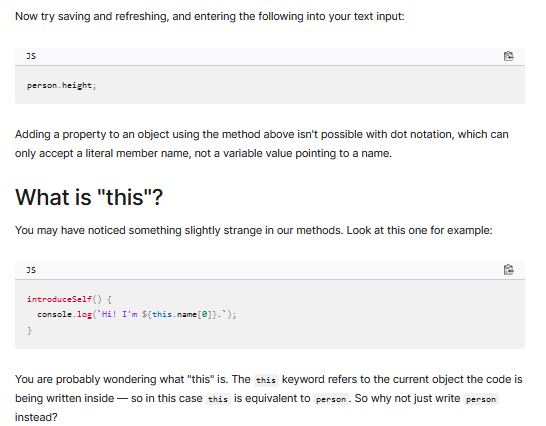 Now try saving and refreshing, and entering the following into your text input:
JS
person.height;
Adding a property to an object using the method above isn't possible with dot notation, which can
only accept a literal member name, not a variable value pointing to a name.
What is "this"?
You may have noticed something slightly strange in our methods. Look at this one for example:
JS
introduceSelf() {
  console.log(`Hi! I'm ${this.name[0]}.`);
}
You are probably wondering what "this" is. The this keyword refers to the current object the code is
being written inside — so in this case this is equivalent to person. So why not just write person
instead?